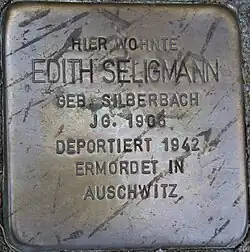 HIER WOHNTE
EDITH SELIGMANN
GEB. SILBERBACH
JG. 1906
DEPORTIERT 1942
ERMORDET IN
AUSCHWITZ